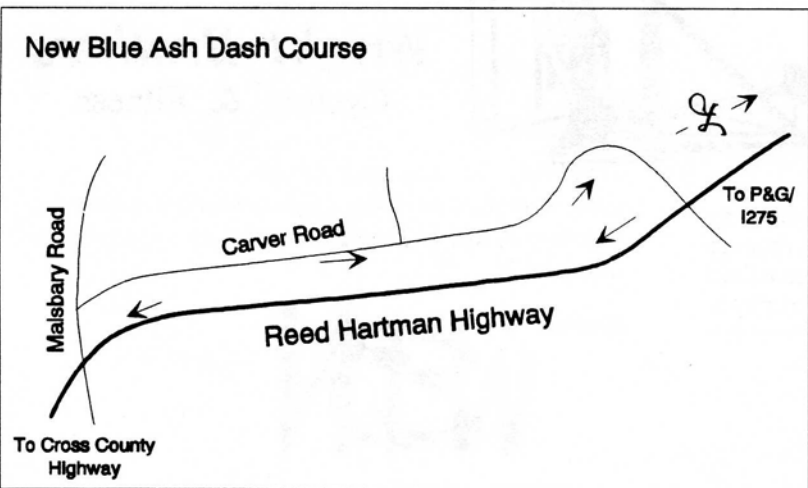 New Blue Ash Dash Course
To P&G/
I275
Carver Road
Malsbary Road
Reed Hartman Highway
To Cross County
Highway